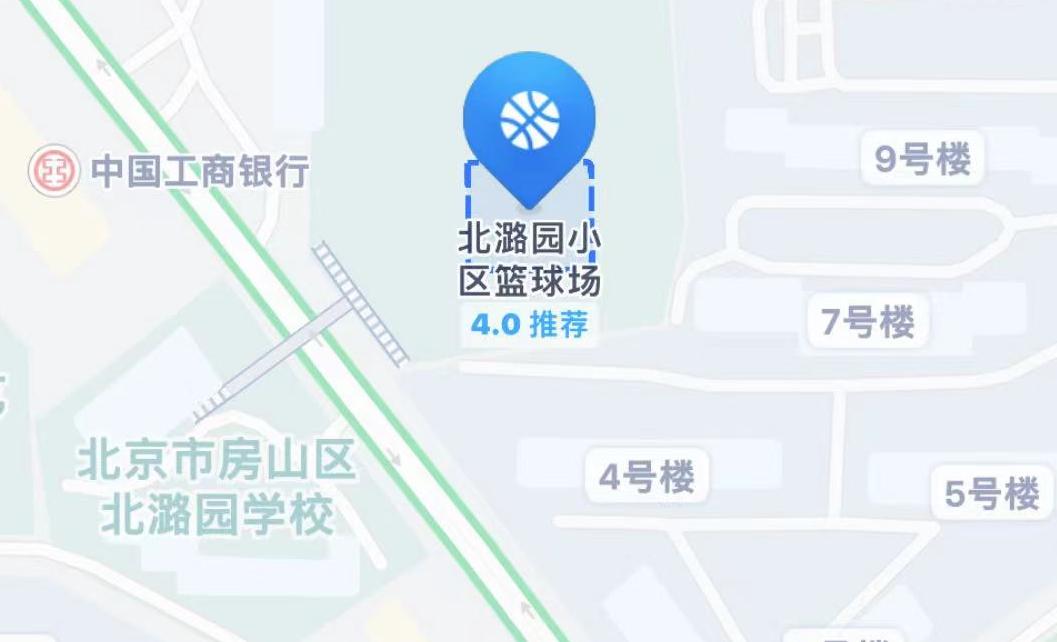 中国工商银行
9号楼
北潞园小
区篮球场
4.0 推荐
7号楼
北京市房山区
北潞园学校
4号楼
5号楼